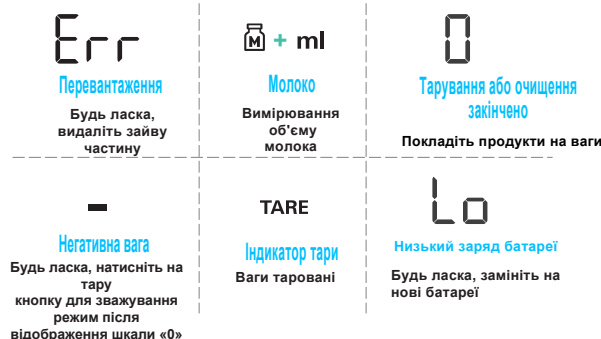 Err
Перевантаження
Будь ласка,
видаліть зайву
частину
M + ml
Молоко
Вимірювання
об'єму
молока
0
Тарування або очищення
закінчено
Покладіть продукти на ваги
-
Негативна вага
Будь ласка, натисніть на
тару
кнопку для зважування
режим після
відображення шкали «0»
TARE
Індикатор тари
Ваги таровані
Lo
Низький заряд батареї
Будь ласка, замініть на
нові батареї